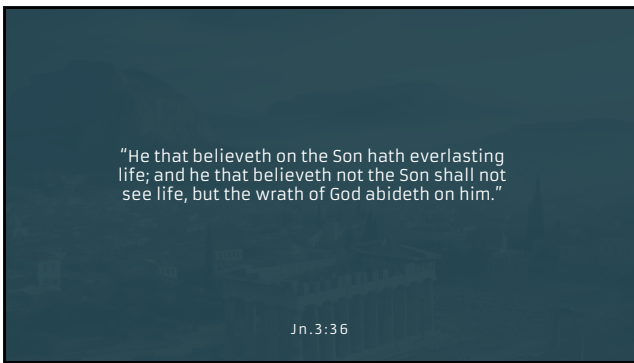 “He that believeth on the Son hath everlasting
life; and he that believeth not the Son shall not
see life, but the wrath of God abideth on him.”
Jn.3:36